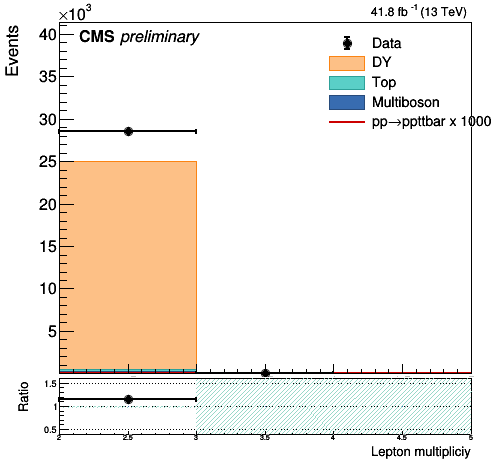 ×10³
41.8 fb⁻¹ (13 TeV)
CMS preliminary
Events
40
35
30
25
20
15
10
5
Data
DY
Top
Multiboson
pp→ppttbar x 1000
Ratio
1.5
1
0.5
2
2.5
3
3.5
4
4.5
5
Lepton multipliciy